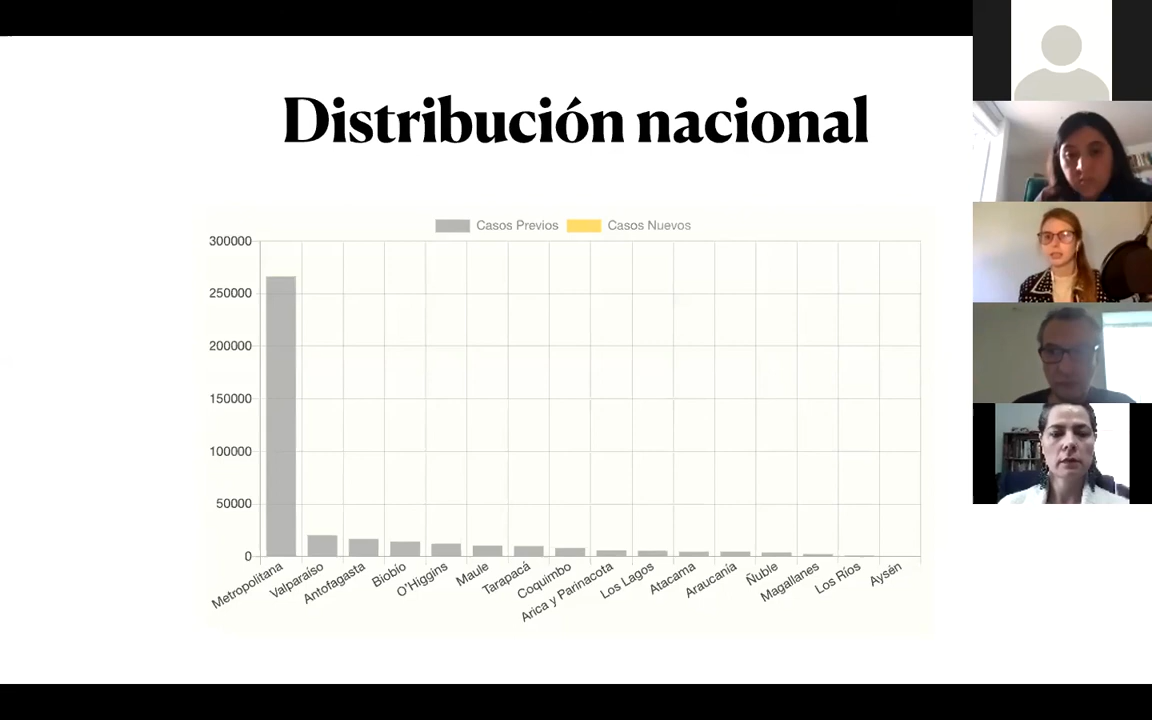 Distribución nacional
Casos Previos Casos Nuevos
300000
250000
200000
150000
100000
50000
0
Metropolitana
Valparaíso
Antofagasta
Biobío
O'Higgins
Maule
Tarapacá
Coquimbo
Arica y Parinacota
Los Lagos
Atacama
Araucanía
Ñuble
Magallanes
Los Ríos
Aysén